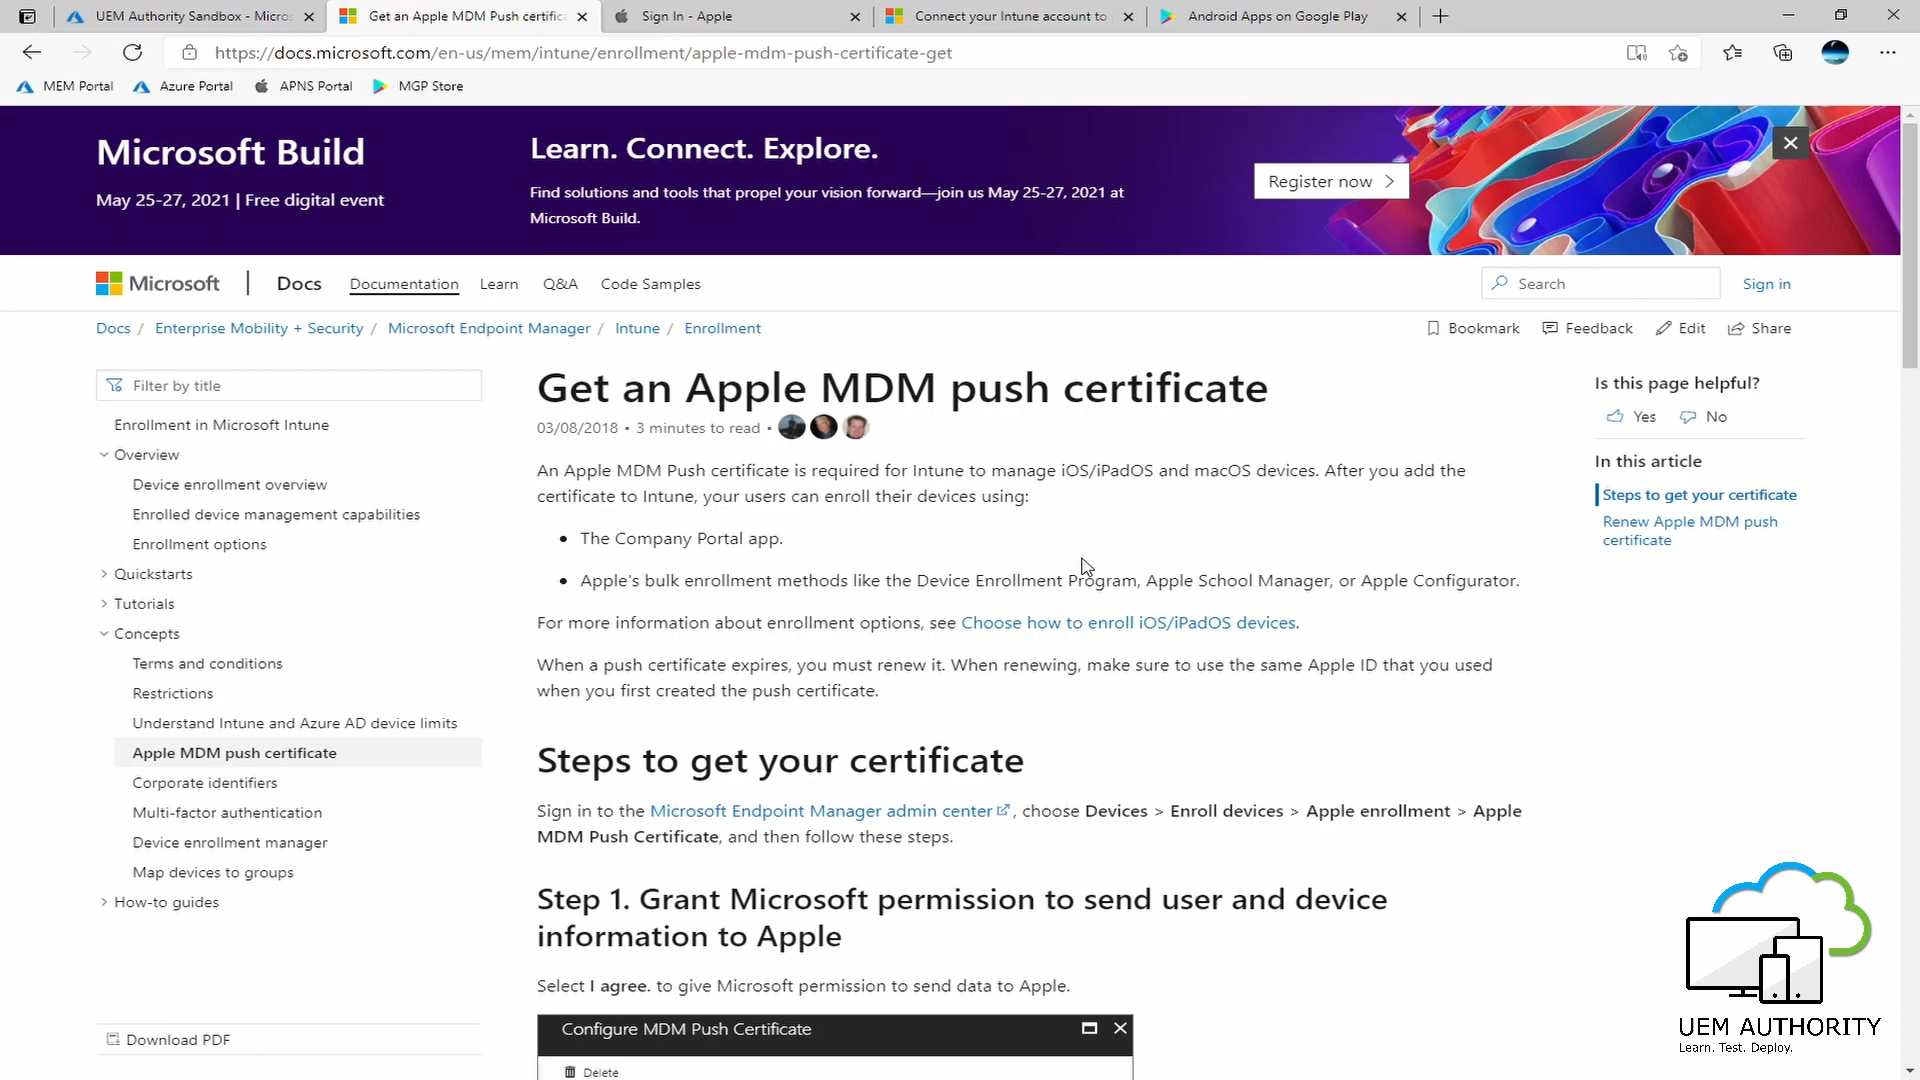 UEM Authority Sandbox - Micros
Get an Apple MDM Push certific
Sign In - Apple
Connect your Intune account to
Android Apps on Google Play
https://docs.microsoft.com/en-us/mem/intune/enrollment/apple-mdm-push-certificate-get
MEM Portal
Azure Portal
APNS Portal
MGP Store
Microsoft Build
May 25-27, 2021 | Free digital event
Learn. Connect. Explore.
Find solutions and tools that propel your vision forward—join us May 25-27, 2021 at
Microsoft Build.
Register now
Microsoft
Docs
Documentation
Learn
Q&A
Code Samples
Search
Sign in
Docs / Enterprise Mobility + Security / Microsoft Endpoint Manager / Intune / Enrollment
Bookmark
Feedback
Edit
Share
Filter by title
Enrollment in Microsoft Intune
Overview
Device enrollment overview
Enrolled device management capabilities
Enrollment options
Quickstarts
Tutorials
Concepts
Terms and conditions
Restrictions
Understand Intune and Azure AD device limits
Apple MDM push certificate
Corporate identifiers
Multi-factor authentication
Device enrollment manager
Map devices to groups
How-to guides
Download PDF
Get an Apple MDM push certificate
03/08/2018 • 3 minutes to read •
An Apple MDM Push certificate is required for Intune to manage iOS/iPadOS and macOS devices. After you add the
certificate to Intune, your users can enroll their devices using:
• The Company Portal app.
• Apple's bulk enrollment methods like the Device Enrollment Program, Apple School Manager, or Apple Configurator.
For more information about enrollment options, see Choose how to enroll iOS/iPadOS devices.
When a push certificate expires, you must renew it. When renewing, make sure to use the same Apple ID that you used
when you first created the push certificate.
Steps to get your certificate
Sign in to the Microsoft Endpoint Manager admin center , choose Devices > Enroll devices > Apple enrollment > Apple
MDM Push Certificate, and then follow these steps.
Step 1. Grant Microsoft permission to send user and device
information to Apple
Select I agree. to give Microsoft permission to send data to Apple.
Configure MDM Push Certificate
Delete
Is this page helpful?
Yes
No
In this article
Steps to get your certificate
Renew Apple MDM push
certificate
UEM AUTHORITY
Learn. Test. Deploy.